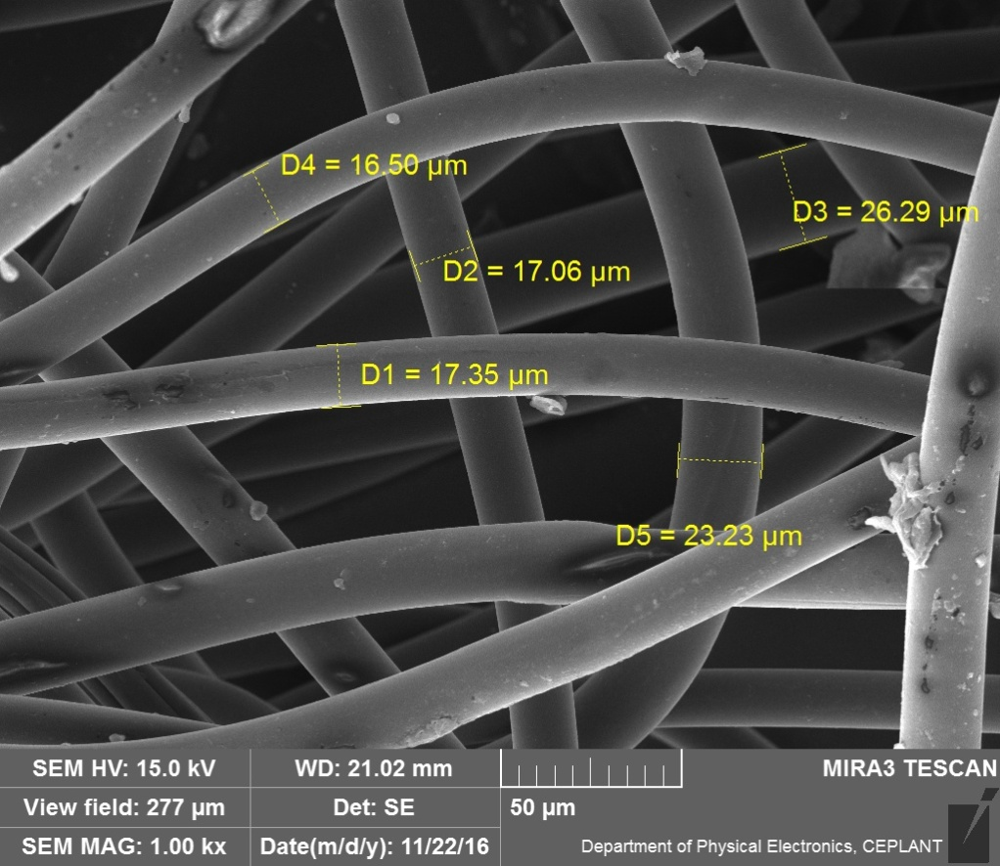 D4 = 16.50 µm
D3 = 26.29 µm
D2 = 17.06 µm
D1 = 17.35 µm
D5 = 23.23 µm
SEM HV: 15.0 kV
WD: 21.02 mm
MIRA3 TESCAN
View field: 277 µm
Det: SE
50 µm
SEM MAG: 1.00 kx
Date(m/d/y): 11/22/16
Department of Physical Electronics, CEPLANT